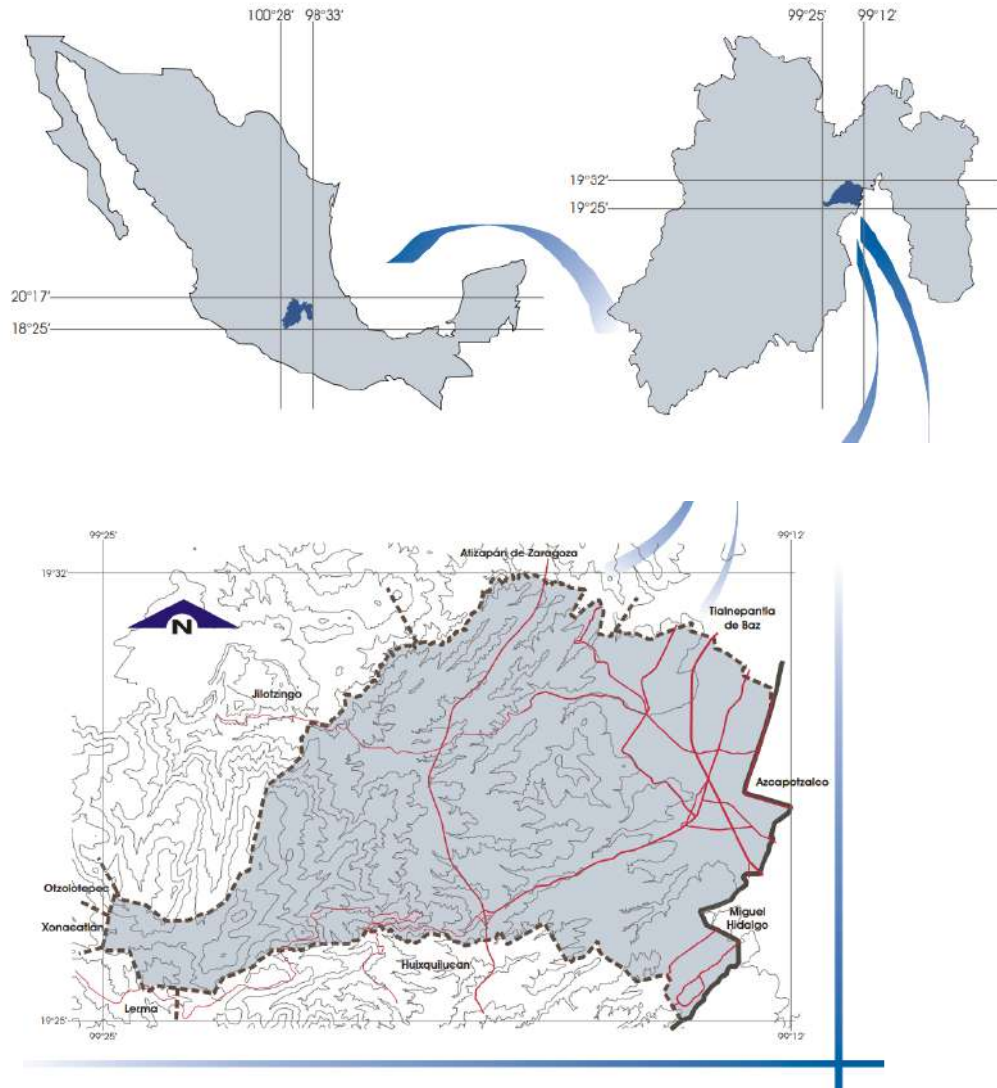 100°28' 98°33'
99°25' 99°12'
19°32'
19°25'
20°17'
18°25'
99°25' 99°12'
Atizapán de Zaragoza
19°32'
Tlalnepantla
de Baz
N
Jilotzingo
Azcapotzalco
Otzolotepec
Xonacatlán
Miguel
Hidalgo
Huixquilucan
Lerma
19°25'
99°25' 99°12'